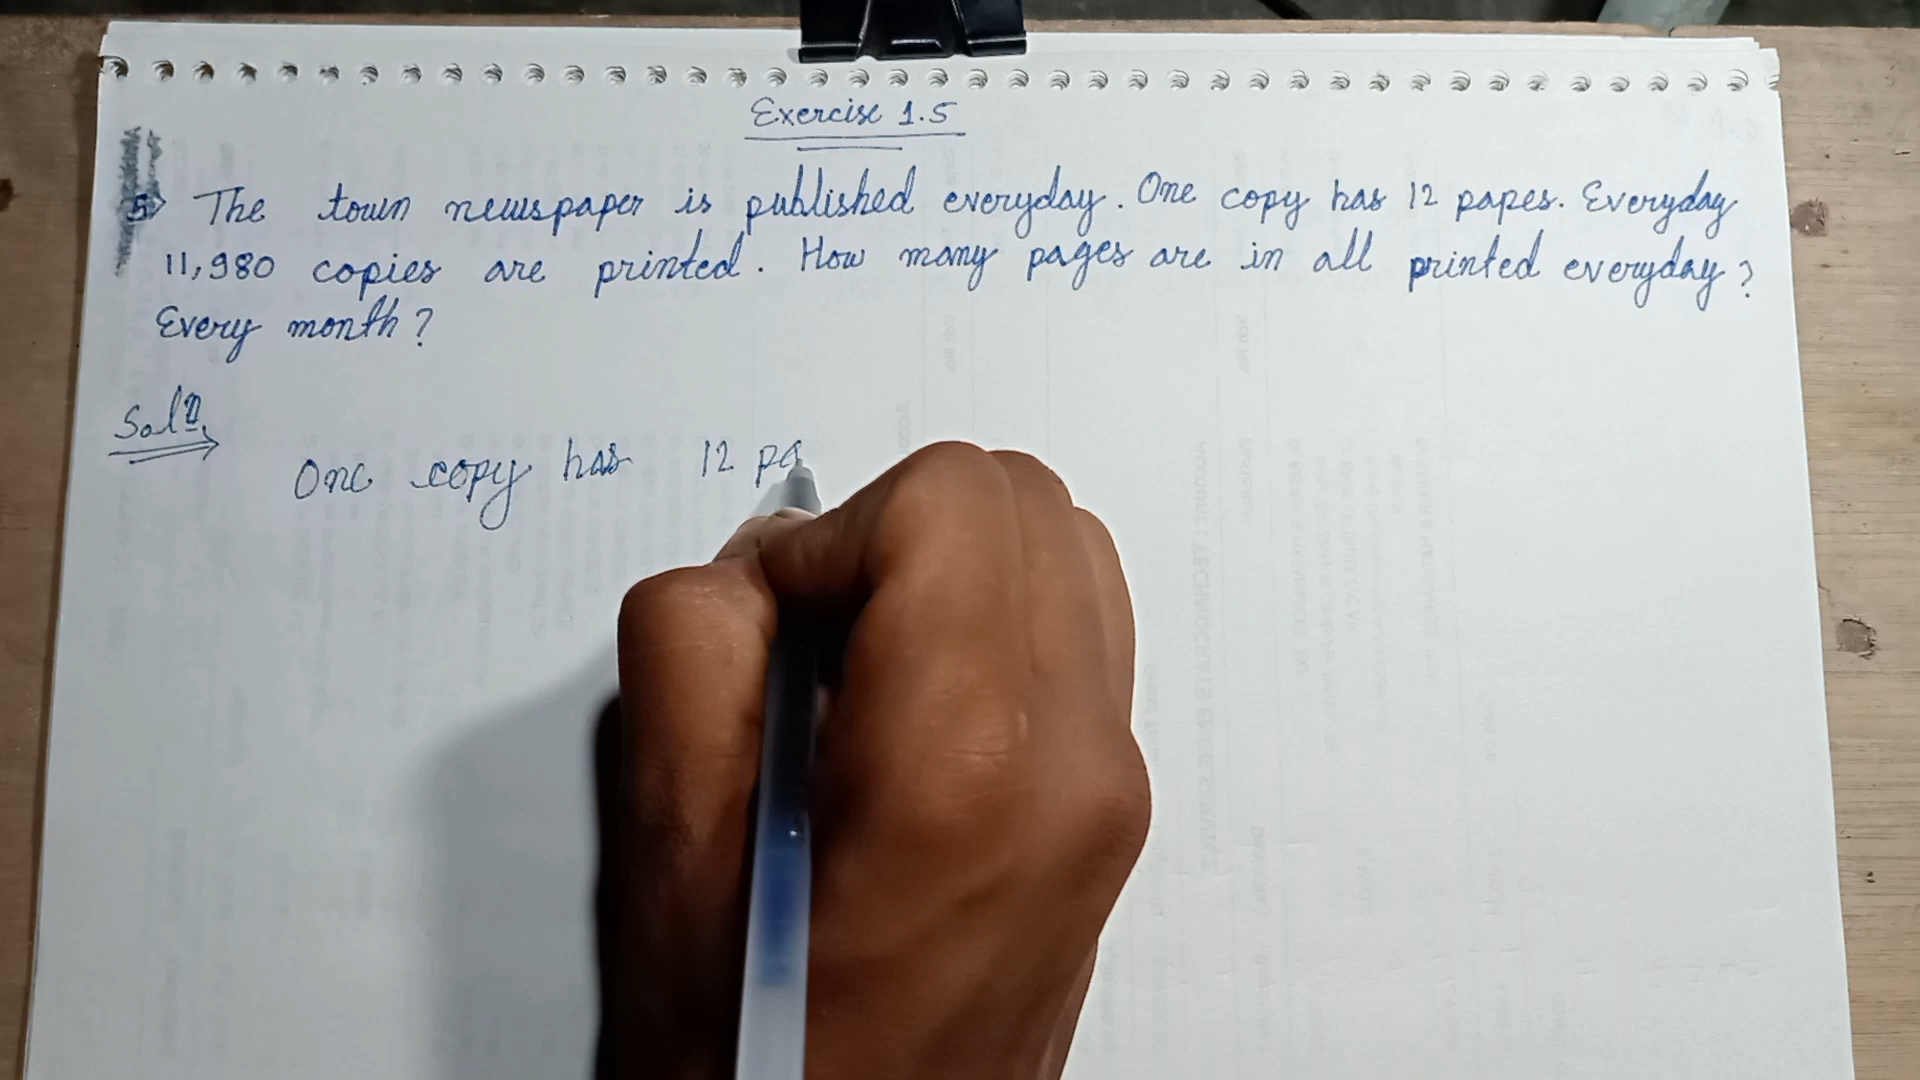 Exercise 1.5
5 The town newspaper is published everyday. One copy has 12 papes. Everyday
11,980 copies are printed. How many pages are in all printed everyday?
Every month?
Solⁿ
One copy has 12 pa